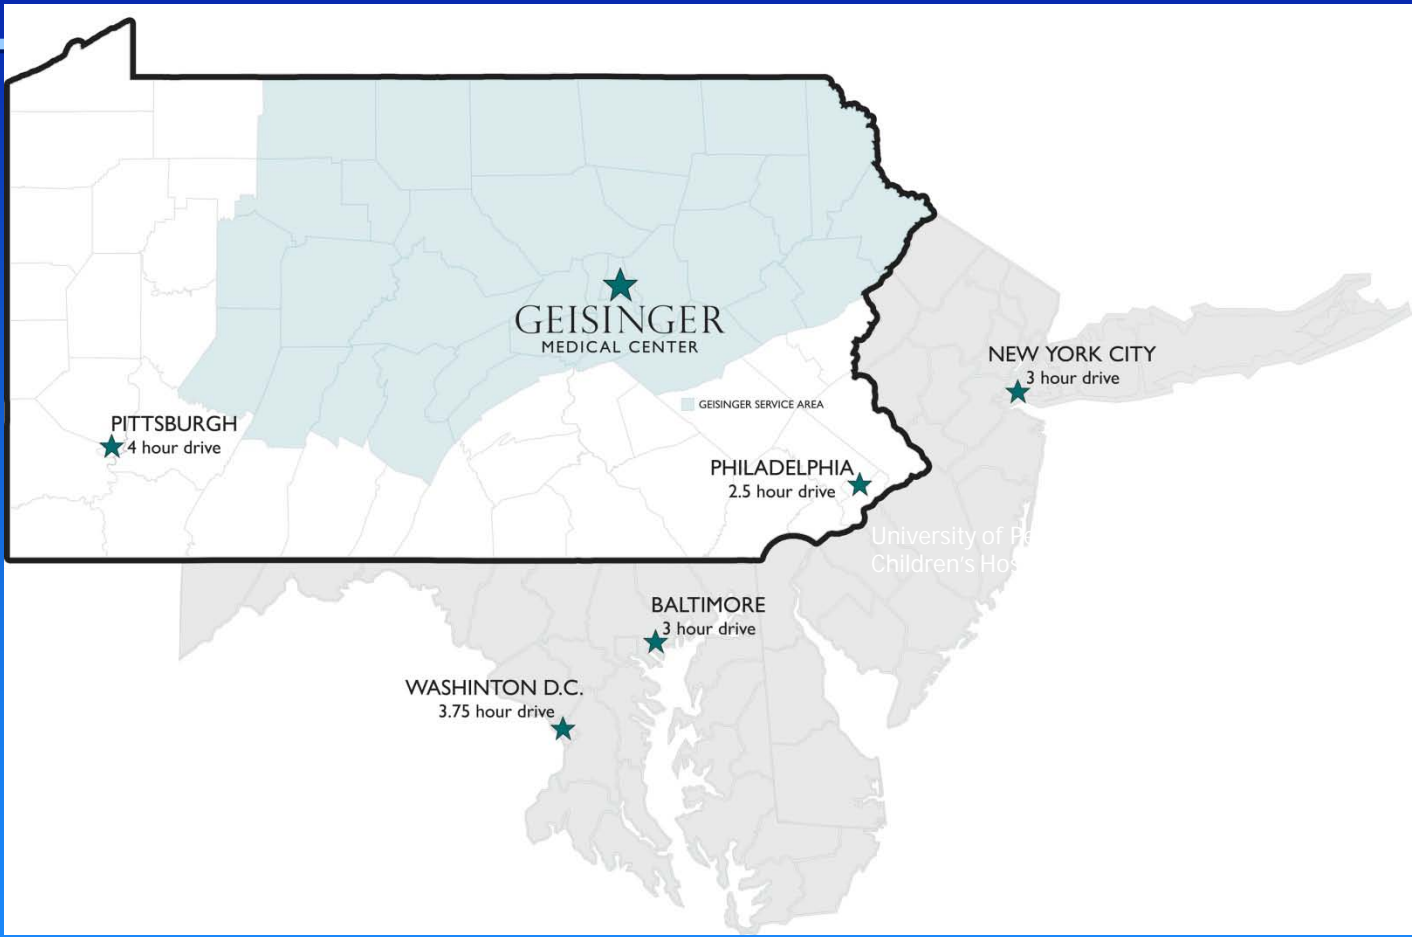 GEISINGER
MEDICAL CENTER
NEW YORK CITY
3 hour drive
GEISINGER SERVICE AREA
PITTSBURGH
4 hour drive
PHILADELPHIA
2.5 hour drive
University of
Children's
BALTIMORE
3 hour drive
WASHINTON D.C.
3.75 hour drive